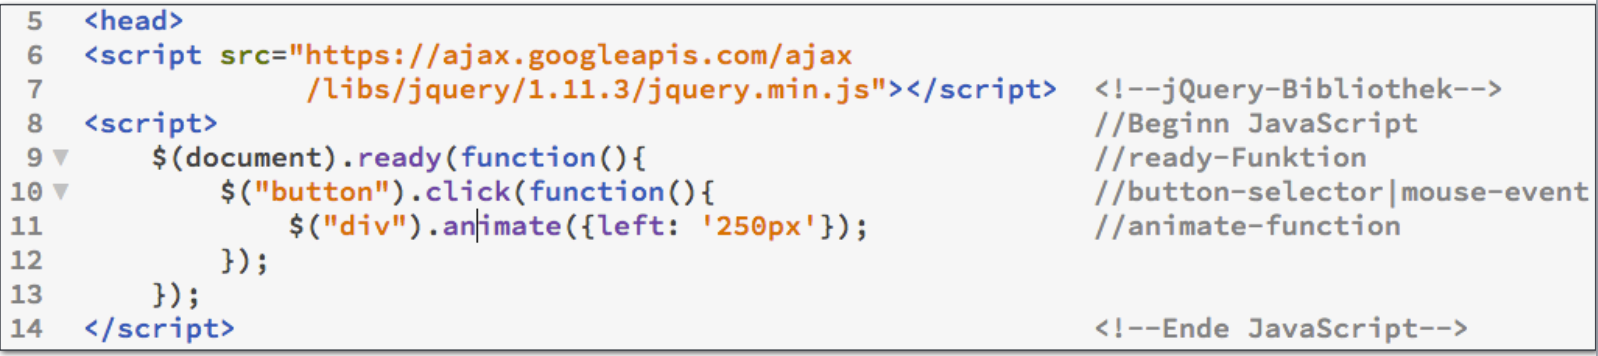 5 <head>
6 <script src="https://ajax.googleapis.com/ajax
7 /libs/jquery/1.11.3/jquery.min.js"></script> <!--jQuery-Bibliothek-->
8 <script> //Beginn JavaScript
9 $(document).ready(function(){ //ready-Funktion
10 $("button").click(function(){ //button-selector|mouse-event
11 $("div").animate({left: '250px'}); //animate-function
12 });
13 });
14 </script> <!--Ende JavaScript-->